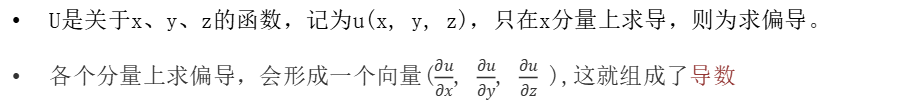 • U是关于x、y、z的函数，记为u(x, y, z)，只在x分量上求导，则为求偏导。
• 各个分量上求偏导，会形成一个向量(∂u/∂x, ∂u/∂y, ∂u/∂z ),这就组成了导数